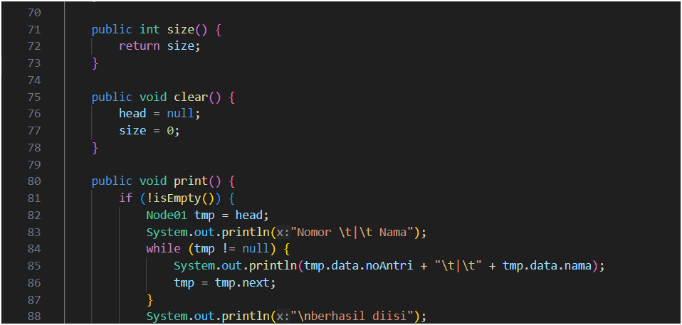 70
71 public int size() {
72 return size;
73 }
74
75 public void clear() {
76 head = null;
77 size = 0;
78 }
79
80 public void print() {
81 if (!isEmpty()) {
82 Node01 tmp = head;
83 System.out.println(x:"Nomor \t|\t Nama");
84 while (tmp != null) {
85 System.out.println(tmp.data.noAntri + "\t|\t" + tmp.data.nama);
86 tmp = tmp.next;
87 }
88 System.out.println(x:"\nberhasil diisi");